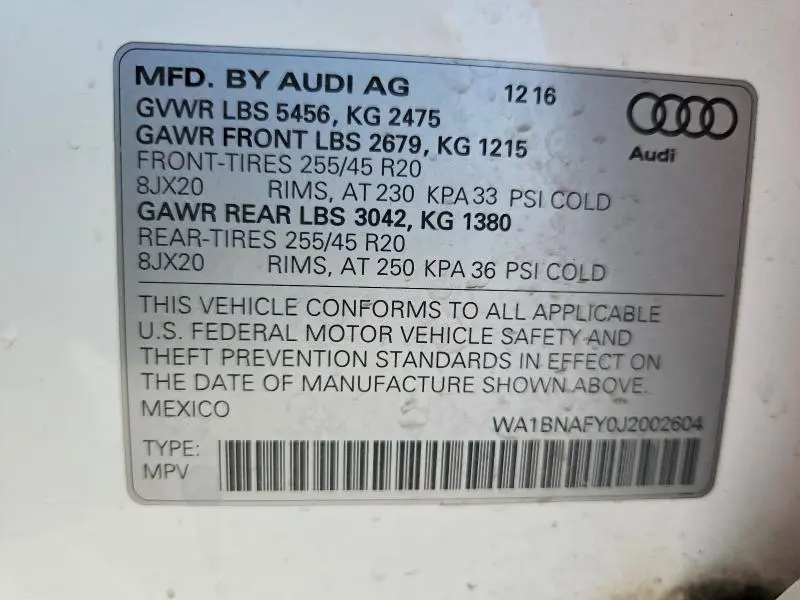 MFD. BY AUDI AG 12 16
Audi
GVWR LBS 5456, KG 2475
GAWR FRONT LBS 2679, KG 1215
FRONT-TIRES 255/45 R20
8JX20 RIMS, AT 230 KPA 33 PSI COLD
GAWR REAR LBS 3042, KG 1380
REAR-TIRES 255/45 R20
8JX20 RIMS, AT 250 KPA 36 PSI COLD
THIS VEHICLE CONFORMS TO ALL APPLICABLE
U.S. FEDERAL MOTOR VEHICLE SAFETY AND
THEFT PREVENTION STANDARDS IN EFFECT ON
THE DATE OF MANUFACTURE SHOWN ABOVE.
MEXICO WA1BNAFY0J2002604
TYPE:
MPV